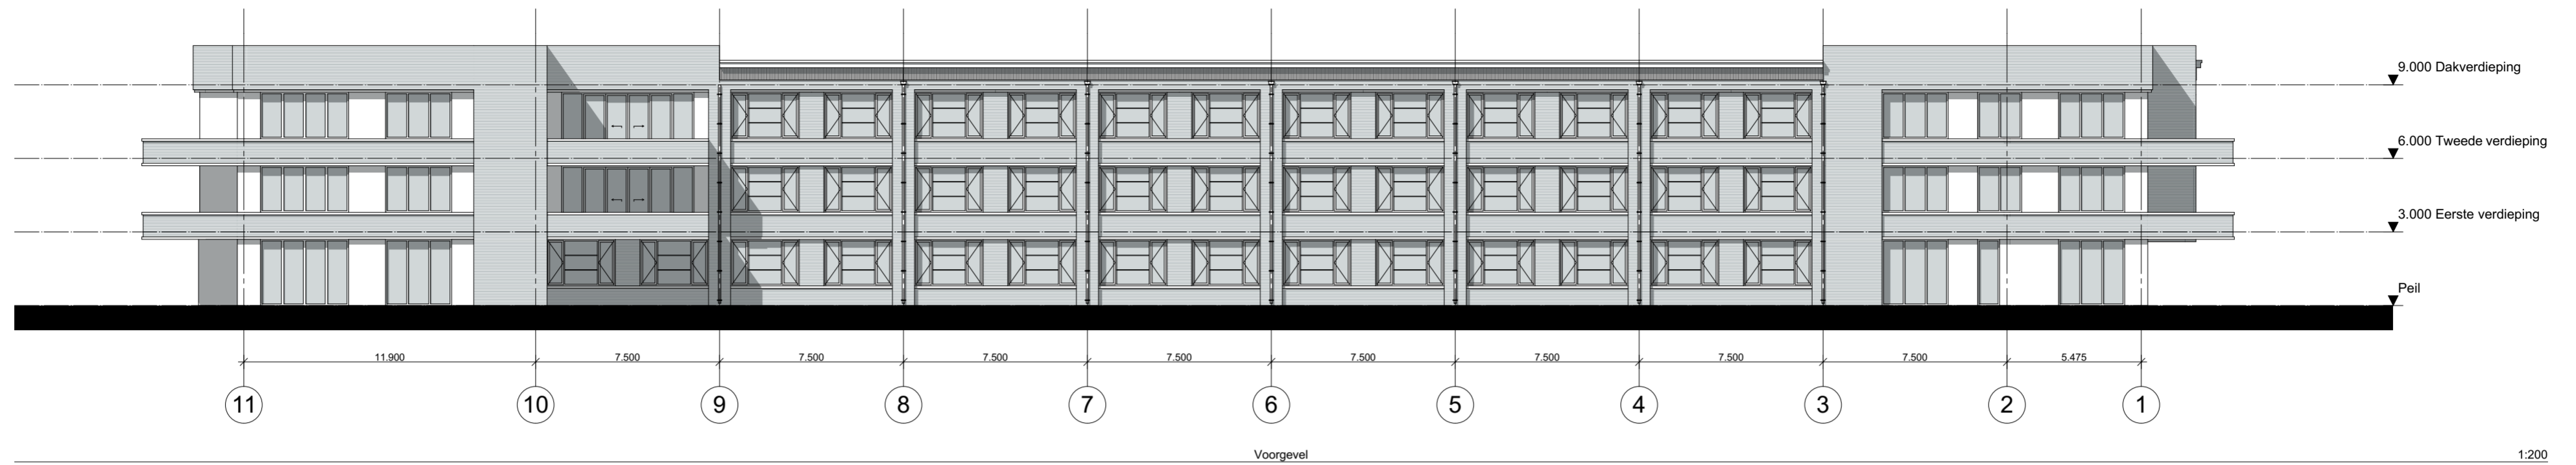 9.000 Dakverdieping
6.000 Tweede verdieping
3.000 Eerste verdieping
Peil
11.900 7.500 7.500 7.500 7.500 7.500 7.500 7.500 7.500 5.475
11 10 9 8 7 6 5 4 3 2 1
Voorgevel 1:200